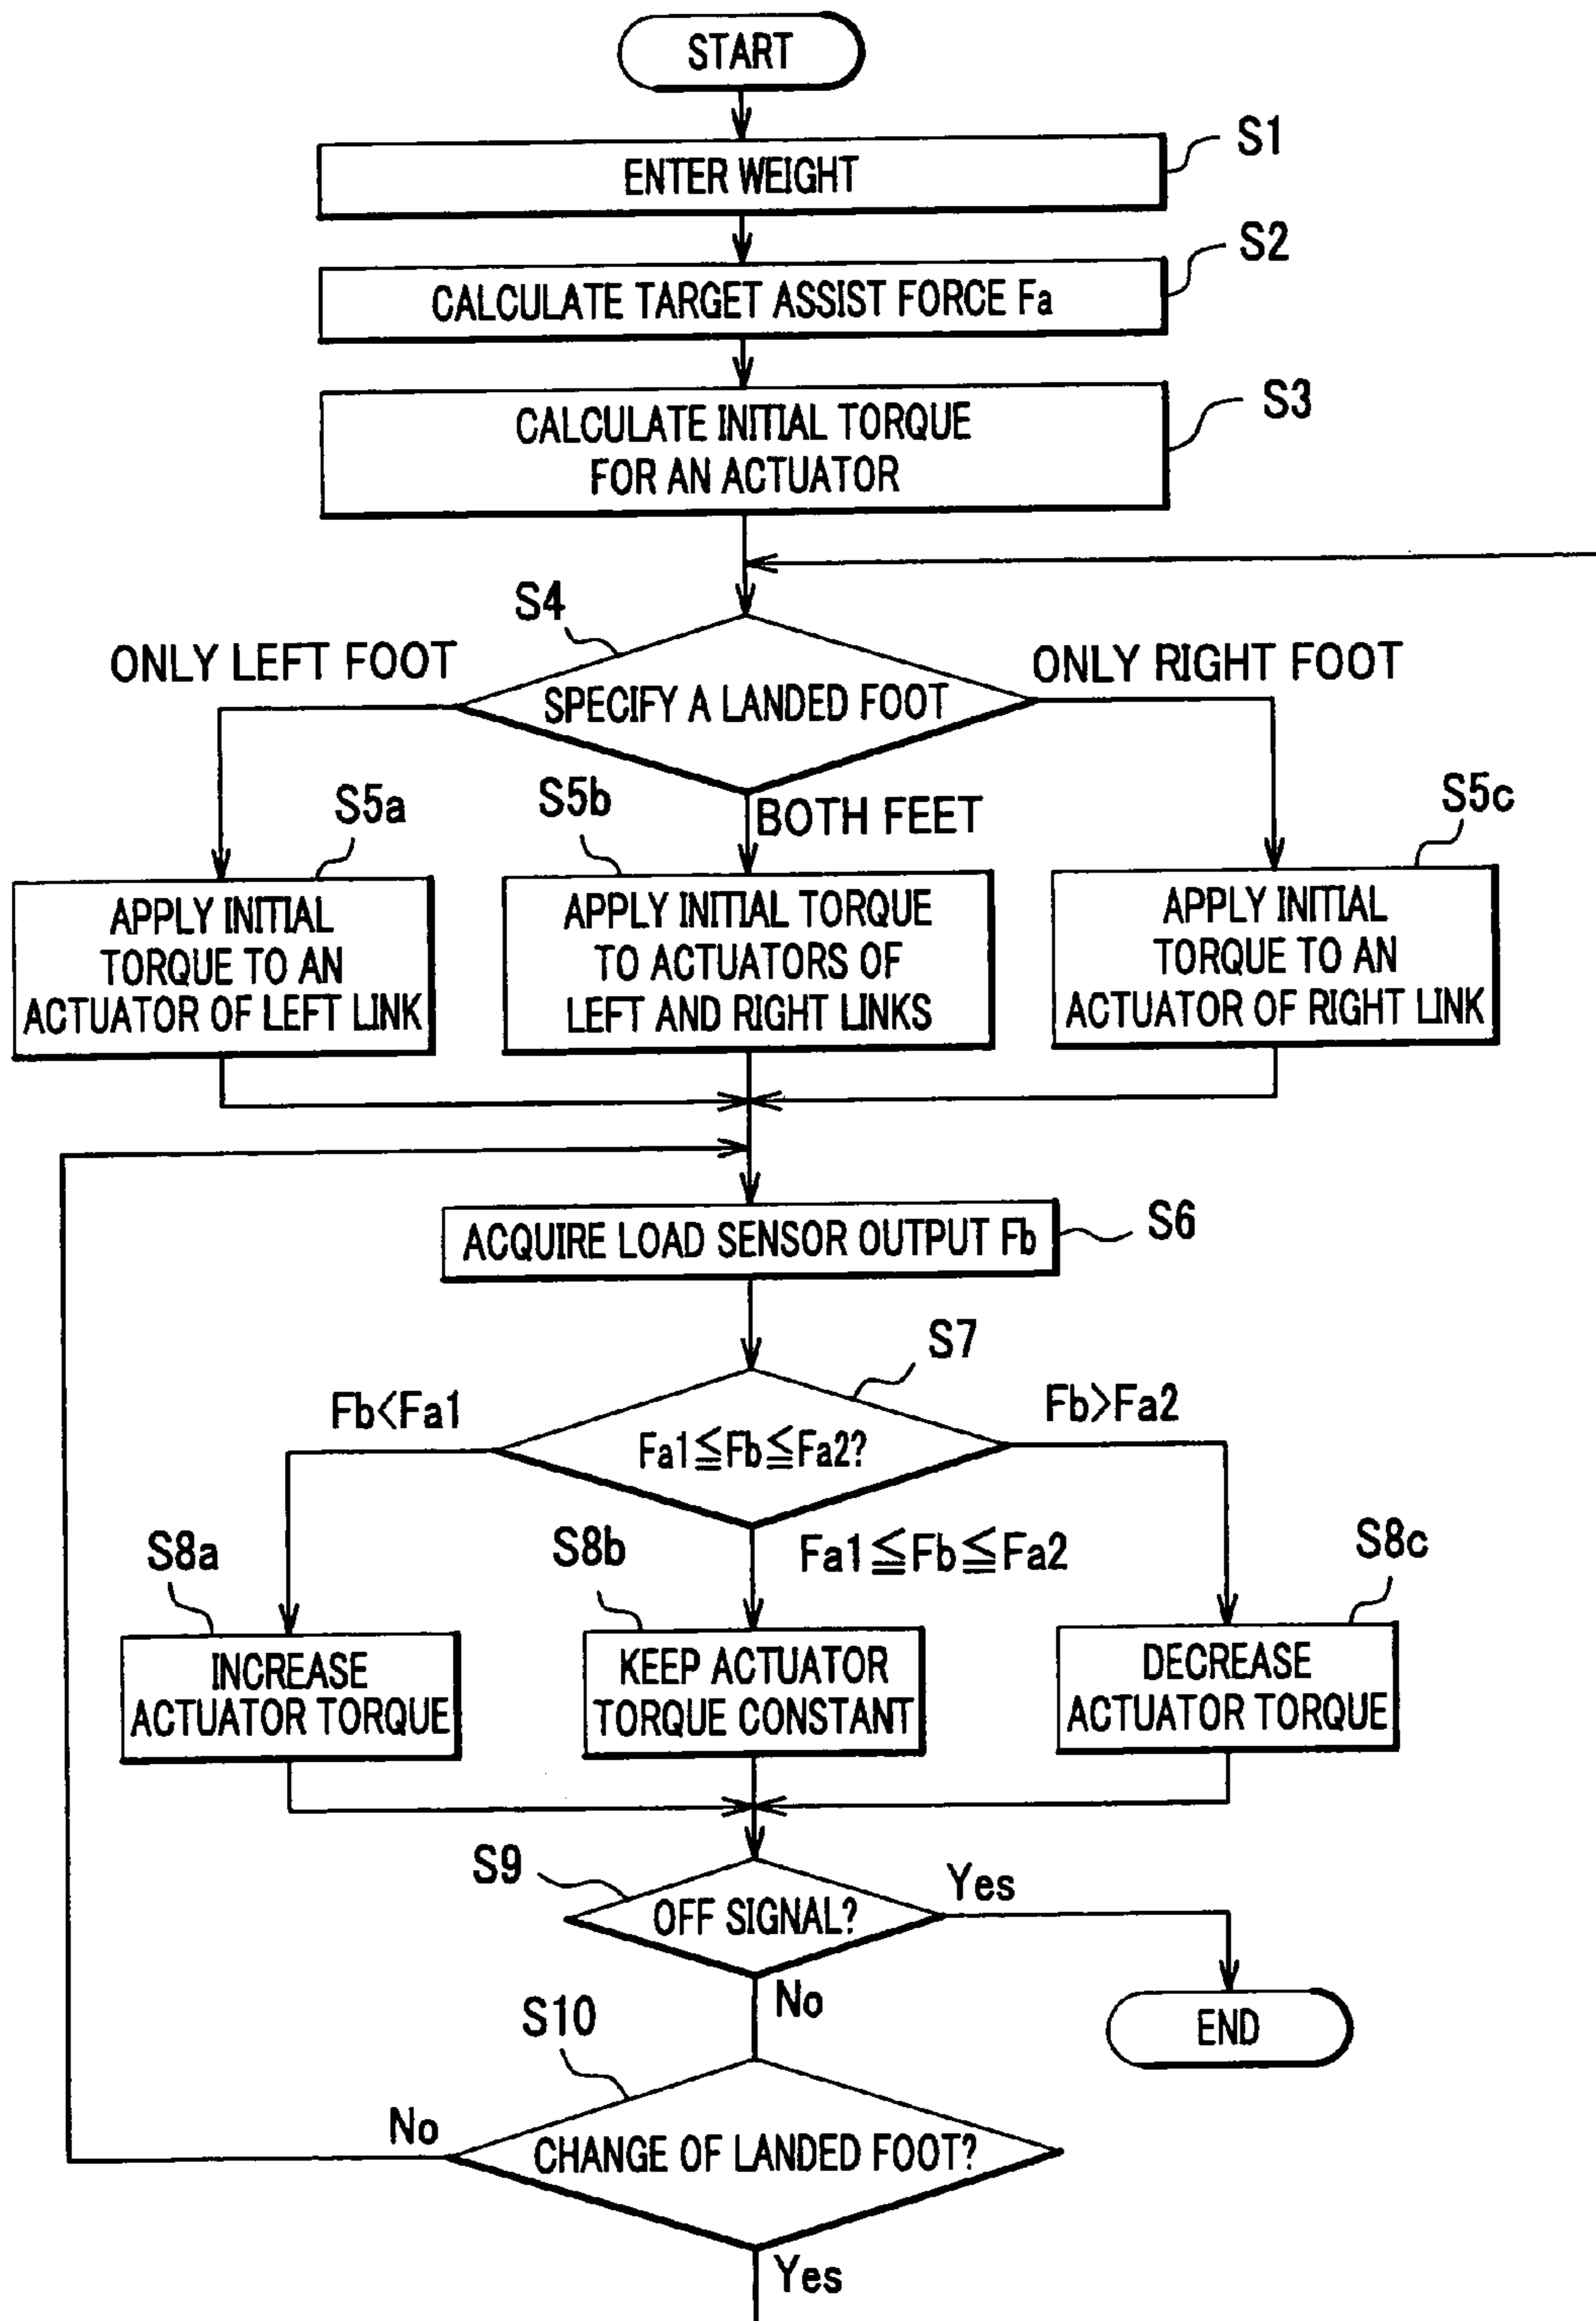 START
S1
ENTER WEIGHT
S2
CALCULATE TARGET ASSIST FORCE Fa
S3
CALCULATE INITIAL TORQUE
FOR AN ACTUATOR
S4
ONLY LEFT FOOT
ONLY RIGHT FOOT
SPECIFY A LANDED FOOT
S5a
S5b
BOTH FEET
S5c
APPLY INITIAL
TORQUE TO AN
ACTUATOR OF LEFT LINK
APPLY INITIAL TORQUE
TO ACTUATORS OF
LEFT AND RIGHT LINKS
APPLY INITIAL
TORQUE TO AN
ACTUATOR OF RIGHT LINK
ACQUIRE LOAD SENSOR OUTPUT Fb
S6
S7
Fb<Fa1
Fb>Fa2
Fa1≦Fb≦Fa2?
S8a
S8b
Fa1≦Fb≦Fa2
S8c
INCREASE
ACTUATOR TORQUE
KEEP ACTUATOR
TORQUE CONSTANT
DECREASE
ACTUATOR TORQUE
S9
Yes
OFF SIGNAL?
No
END
S10
No
CHANGE OF LANDED FOOT?
Yes